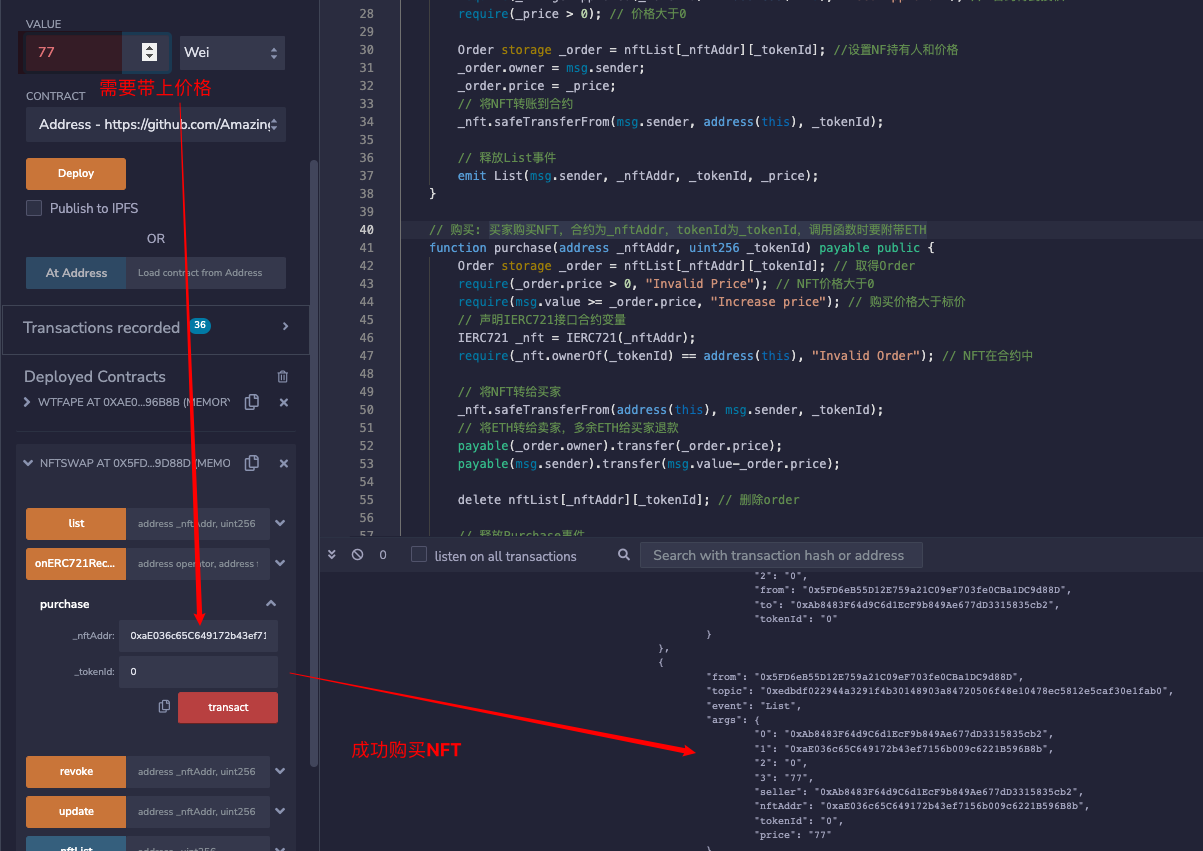 VALUE
77
Wei
需要带上价格
CONTRACT
Address - https://github.com/Amazing
Deploy
Publish to IPFS
OR
At Address
Load contract from Address
Transactions recorded
36
Deployed Contracts
WTFAPE AT 0XAE0...96B8B (MEMORY
NFTSWAP AT 0X5FD...9D88D (MEMO
list
address _nftAddr, uint256
onERC721Rec...
address operator, address f
purchase
_nftAddr:
0xaE036c65C649172b43ef71
_tokenId:
0
transact
revoke
address _nftAddr, uint256
update
address _nftAddr, uint256
nftList
address, uint256
28 require(_price > 0); // 价格大于0
29
30 Order storage _order = nftList[_nftAddr][_tokenId]; //设置NF持有人和价格
31 _order.owner = msg.sender;
32 _order.price = _price;
33 // 将NFT转账到合约
34 _nft.safeTransferFrom(msg.sender, address(this), _tokenId);
35
36 // 释放List事件
37 emit List(msg.sender, _nftAddr, _tokenId, _price);
38 }
39
40 // 购买: 买家购买NFT，合约为_nftAddr，tokenId为_tokenId，调用函数时要附带ETH
41 function purchase(address _nftAddr, uint256 _tokenId) payable public {
42 Order storage _order = nftList[_nftAddr][_tokenId]; // 取得Order
43 require(_order.price > 0, "Invalid Price"); // NFT价格大于0
44 require(msg.value >= _order.price, "Increase price"); // 购买价格大于标价
45 // 声明IERC721接口合约变量
46 IERC721 _nft = IERC721(_nftAddr);
47 require(_nft.ownerOf(_tokenId) == address(this), "Invalid Order"); // NFT在合约中
48
49 // 将NFT转给买家
50 _nft.safeTransferFrom(address(this), msg.sender, _tokenId);
51 // 将ETH转给卖家，多余ETH给买家退款
52 payable(_order.owner).transfer(_order.price);
53 payable(msg.sender).transfer(msg.value-_order.price);
54
55 delete nftList[_nftAddr][_tokenId]; // 删除order
56
57 // 释放Purchase事件
0
listen on all transactions
Search with transaction hash or address
"2": "0",
"from": "0x5FD6eB55D12E759a21C09eF703fe0CBa1DC9d88D",
"to": "0xAb8483F64d9C6d1EcF9b849Ae677dD3315835cb2",
"tokenId": "0"
}
},
{
"from": "0x5FD6eB55D12E759a21C09eF703fe0CBa1DC9d88D",
"topic": "0xedbdf022944a3291f4b30148903a84720506f48e10478ec5812e5caf30e1fab0",
"event": "List",
"args": {
"0": "0xAb8483F64d9C6d1EcF9b849Ae677dD3315835cb2",
"1": "0xaE036c65C649172b43ef7156b009c6221B596B8b",
"2": "0",
"3": "77",
"seller": "0xAb8483F64d9C6d1EcF9b849Ae677dD3315835cb2",
"nftAddr": "0xaE036c65C649172b43ef7156b009c6221B596B8b",
"tokenId": "0",
"price": "77"
}
成功购买NFT